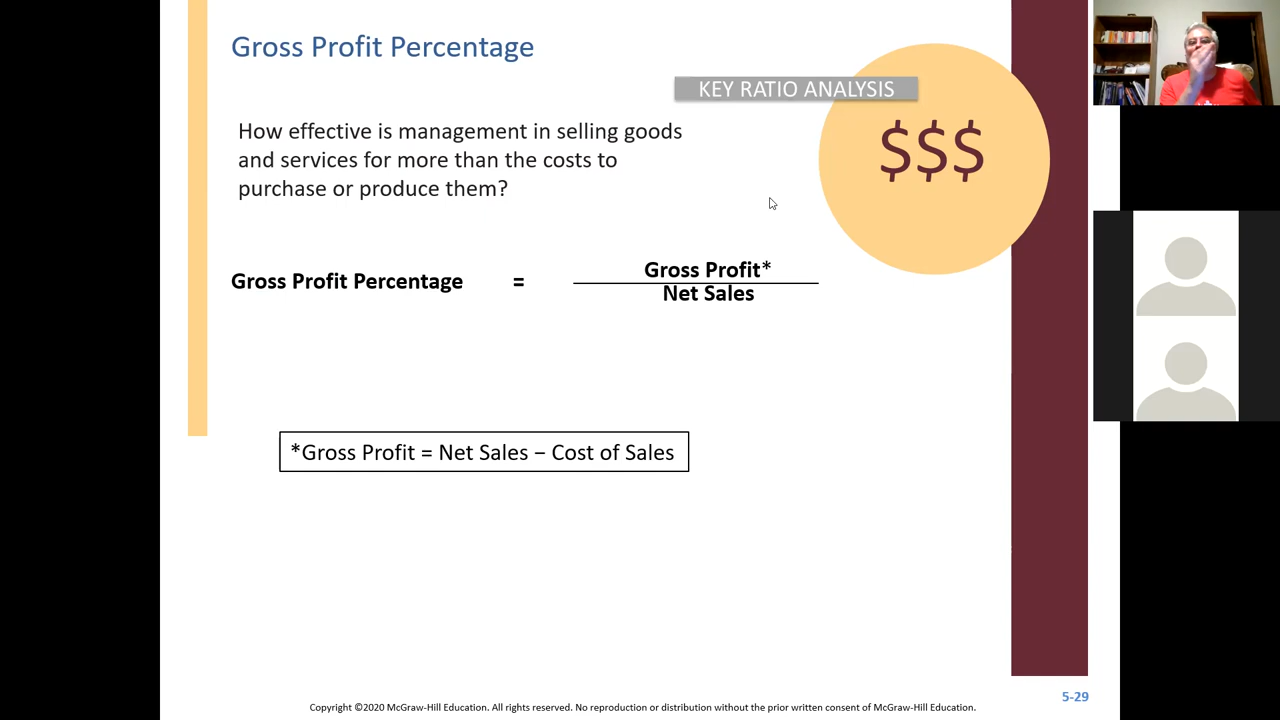 Gross Profit Percentage
KEY RATIO ANALYSIS
$$$
How effective is management in selling goods
and services for more than the costs to
purchase or produce them?
Gross Profit Percentage = Gross Profit*
Net Sales
*Gross Profit = Net Sales − Cost of Sales
5-29
Copyright ©2020 McGraw-Hill Education. All rights reserved. No reproduction or distribution without the prior written consent of McGraw-Hill Education.